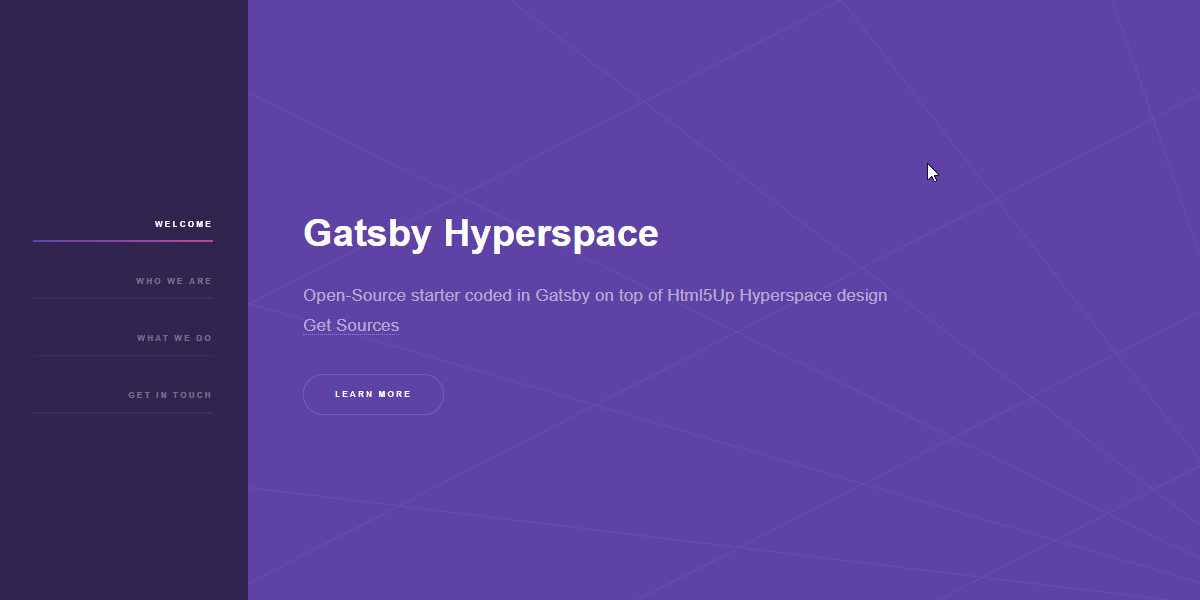 WELCOME
WHO WE ARE
WHAT WE DO
GET IN TOUCH
Gatsby Hyperspace
Open-Source starter coded in Gatsby on top of Html5Up Hyperspace design
Get Sources
LEARN MORE